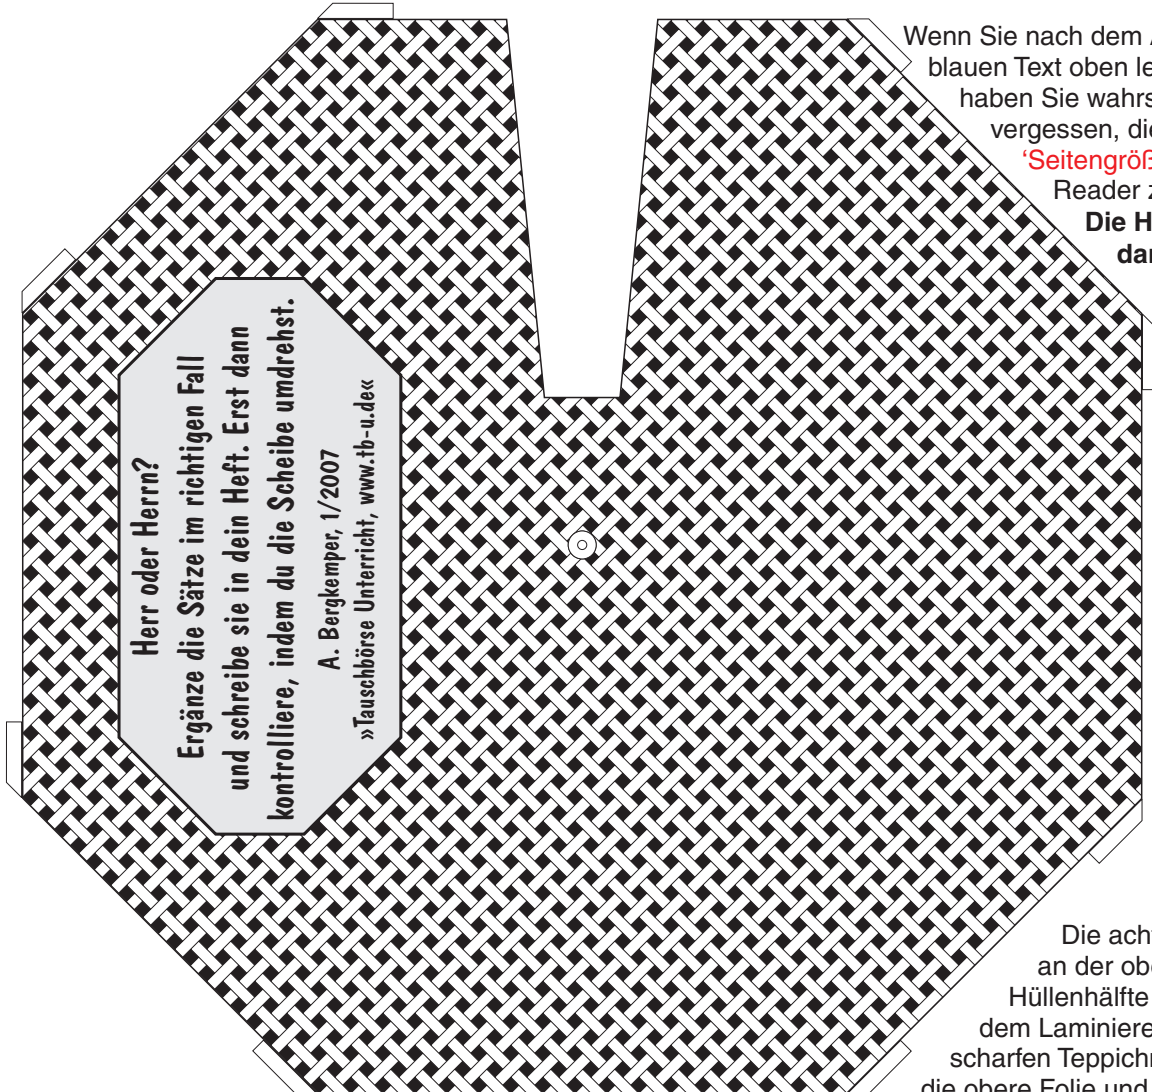 Wenn Sie nach dem
blauen Text oben le
haben Sie wahrs
vergessen, die
‘Seitengröß
Reader z
Die H
dar
Herr oder Herrn?
Ergänze die Sätze im richtigen Fall
und schreibe sie in dein Heft. Erst dann
kontrolliere, indem du die Scheibe umdrehst.
A. Bergkemper, 1/2007
»Tauschbörse Unterricht, www.tb-u.de«
Die ach
an der obe
Hüllenhälfte
dem Laminiere
scharfen Teppich
die obere Folie und